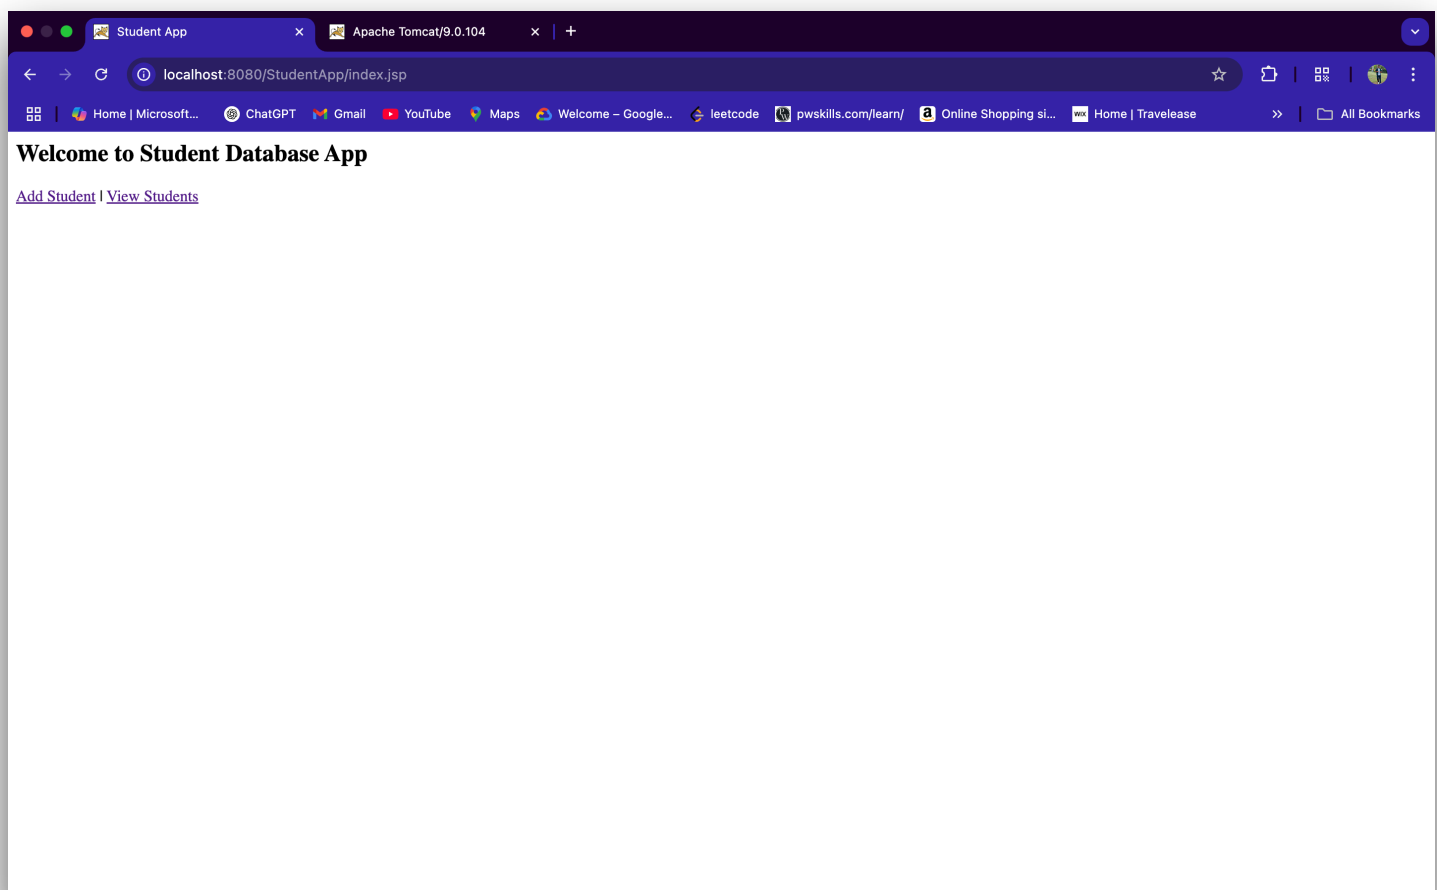 Student App
Apache Tomcat/9.0.104
localhost:8080/StudentApp/index.jsp
Home | Microsoft... ChatGPT Gmail YouTube Maps Welcome – Google... leetcode pwskills.com/learn/ a Online Shopping si... WIX Home | Travelease All Bookmarks
Welcome to Student Database App
Add Student | View Students